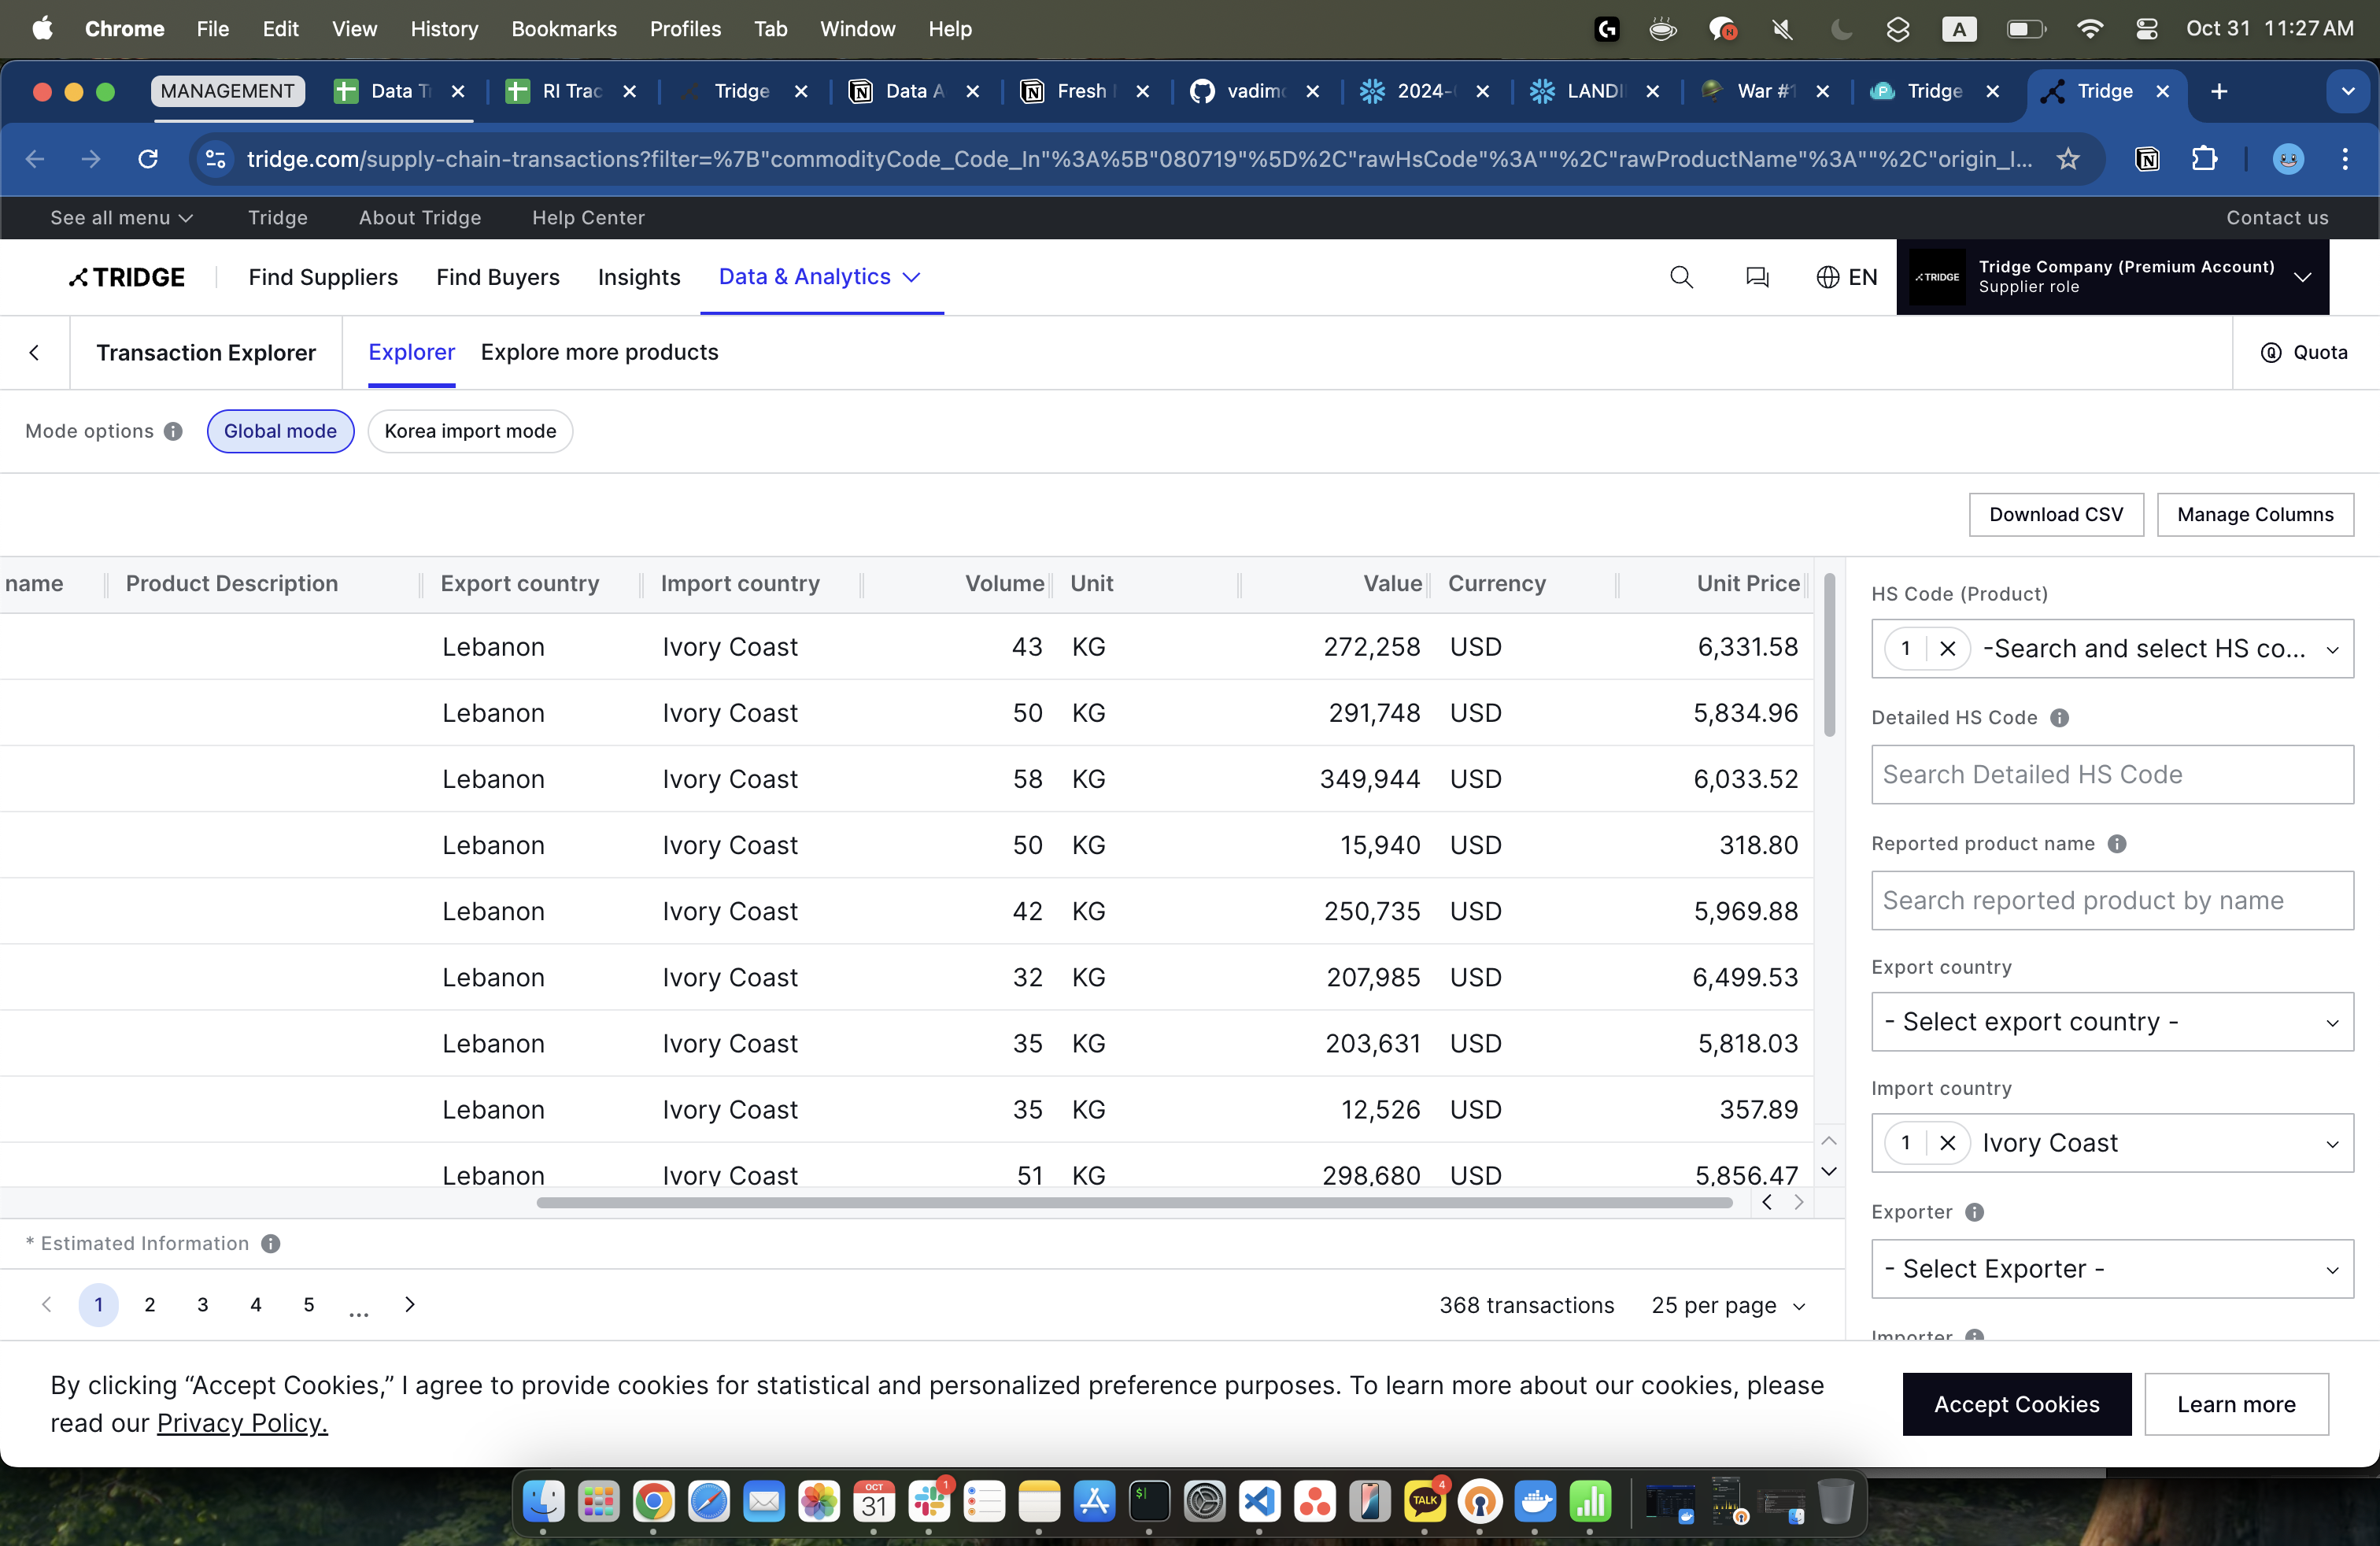 Chrome File Edit View History Bookmarks Profiles Tab Window Help A Oct 31 11:27 AM
MANAGEMENT Data RI Trac Tridge Data A Fresh vadim 2024- LANDI War #1 Tridge Tridge
tridge.com/supply-chain-transactions?filter=%7B"commodityCode_Code_In"%3A%5B"080719"%5D%2C"rawHsCode"%3A""%2C"rawProductName"%3A""%2C"origin_I...
See all menu Tridge About Tridge Help Center Contact us
TRIDGE Find Suppliers Find Buyers Insights Data & Analytics EN TRIDGE Tridge Company (Premium Account)
Supplier role
Transaction Explorer Explorer Explore more products Quota
Mode options Global mode Korea import mode
Download CSV Manage Columns
name Product Description Export country Import country Volume Unit Value Currency Unit Price
Lebanon Ivory Coast 43 KG 272,258 USD 6,331.58
Lebanon Ivory Coast 50 KG 291,748 USD 5,834.96
Lebanon Ivory Coast 58 KG 349,944 USD 6,033.52
Lebanon Ivory Coast 50 KG 15,940 USD 318.80
Lebanon Ivory Coast 42 KG 250,735 USD 5,969.88
Lebanon Ivory Coast 32 KG 207,985 USD 6,499.53
Lebanon Ivory Coast 35 KG 203,631 USD 5,818.03
Lebanon Ivory Coast 35 KG 12,526 USD 357.89
Lebanon Ivory Coast 51 KG 298,680 USD 5,856.47
HS Code (Product)
1 -Search and select HS co...
Detailed HS Code
Search Detailed HS Code
Reported product name
Search reported product by name
Export country
- Select export country -
Import country
1 Ivory Coast
Exporter
- Select Exporter -
Importer
* Estimated Information
1 2 3 4 5 ... 368 transactions 25 per page
By clicking “Accept Cookies,” I agree to provide cookies for statistical and personalized preference purposes. To learn more about our cookies, please
read our Privacy Policy.
Accept Cookies Learn more
OCT
31 1 TALK 4